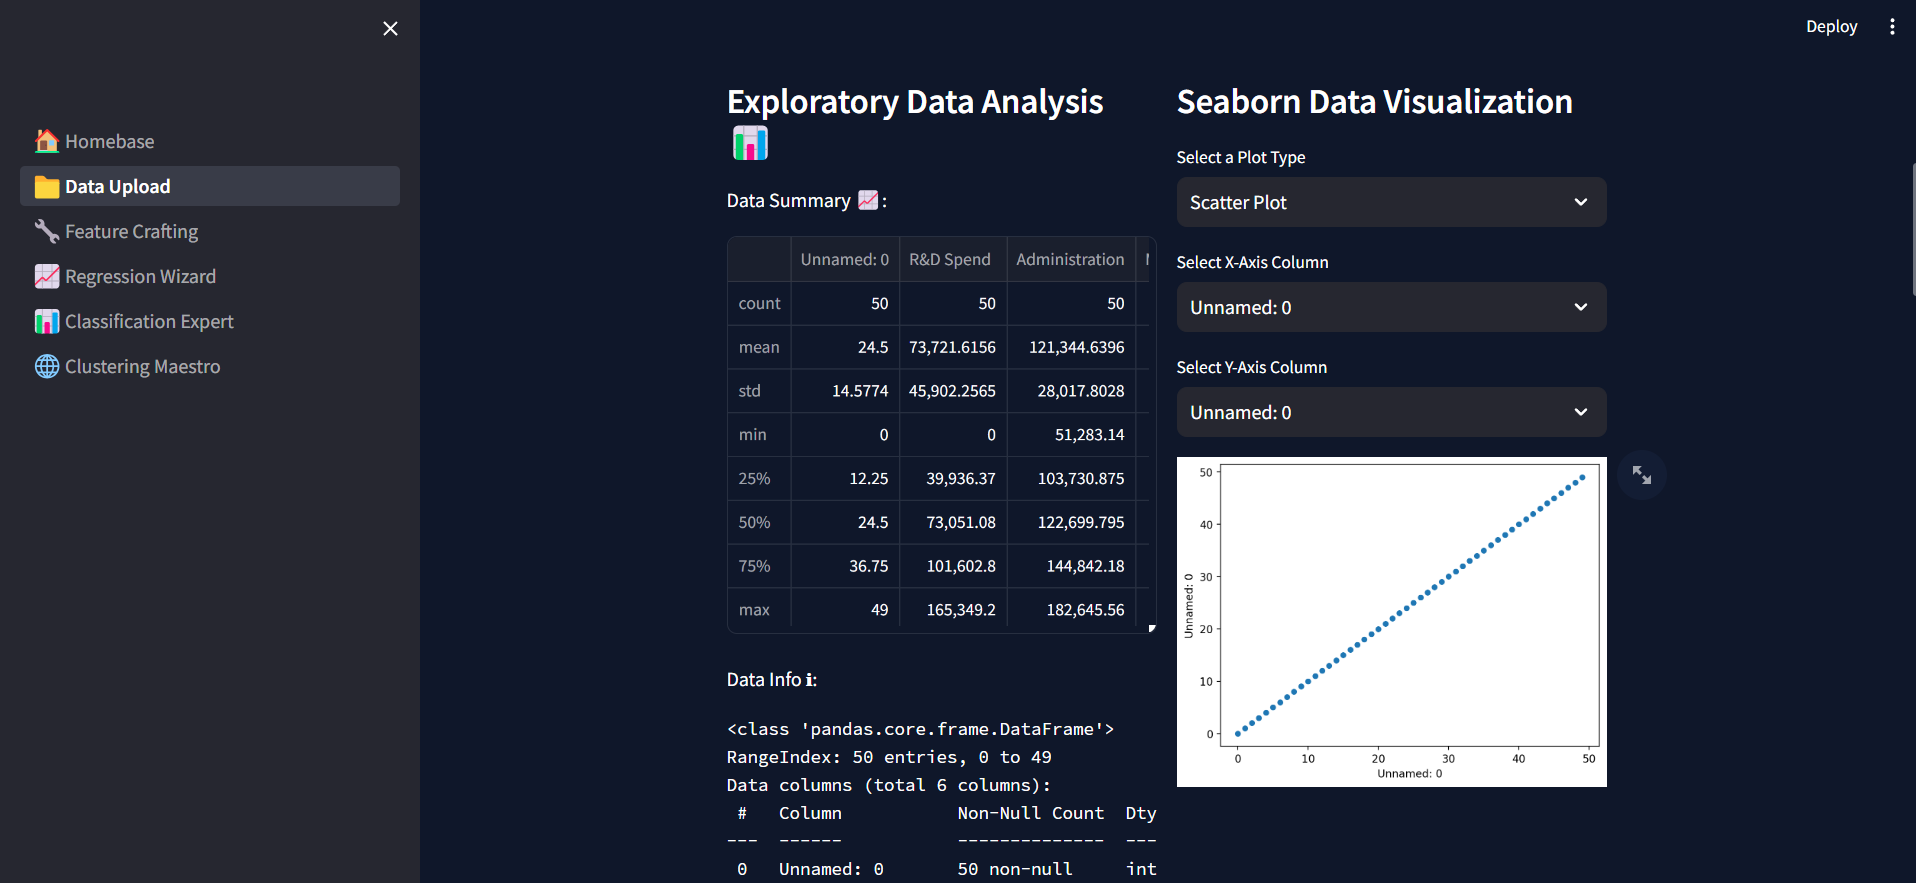 Deploy
Homebase
Data Upload
Feature Crafting
Regression Wizard
Classification Expert
Clustering Maestro
Exploratory Data Analysis
Data Summary :
Unnamed: 0 R&D Spend Administration
count 50 50 50
mean 24.5 73,721.6156 121,344.6396
std 14.5774 45,902.2565 28,017.8028
min 0 0 51,283.14
25% 12.25 39,936.37 103,730.875
50% 24.5 73,051.08 122,699.795
75% 36.75 101,602.8 144,842.18
max 49 165,349.2 182,645.56
Data Info ℹ:
<class 'pandas.core.frame.DataFrame'>
RangeIndex: 50 entries, 0 to 49
Data columns (total 6 columns):
# Column Non-Null Count Dty
--- ------ -------------- ---
0 Unnamed: 0 50 non-null int
Seaborn Data Visualization
Select a Plot Type
Scatter Plot
Select X-Axis Column
Unnamed: 0
Select Y-Axis Column
Unnamed: 0
50
40
30
20
10
0
Unnamed: 0
0 10 20 30 40 50
Unnamed: 0